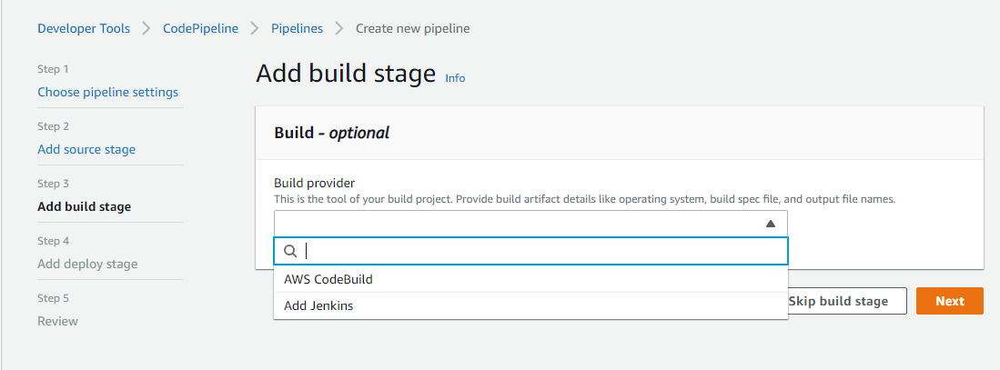 Developer Tools > CodePipeline > Pipelines > Create new pipeline
Step 1
Choose pipeline settings
Step 2
Add source stage
Step 3
Add build stage
Step 4
Add deploy stage
Step 5
Review
Add build stage Info
Build - optional
Build provider
This is the tool of your build project. Provide build artifact details like operating system, build spec file, and output file names.
AWS CodeBuild
Add Jenkins
Skip build stage
Next